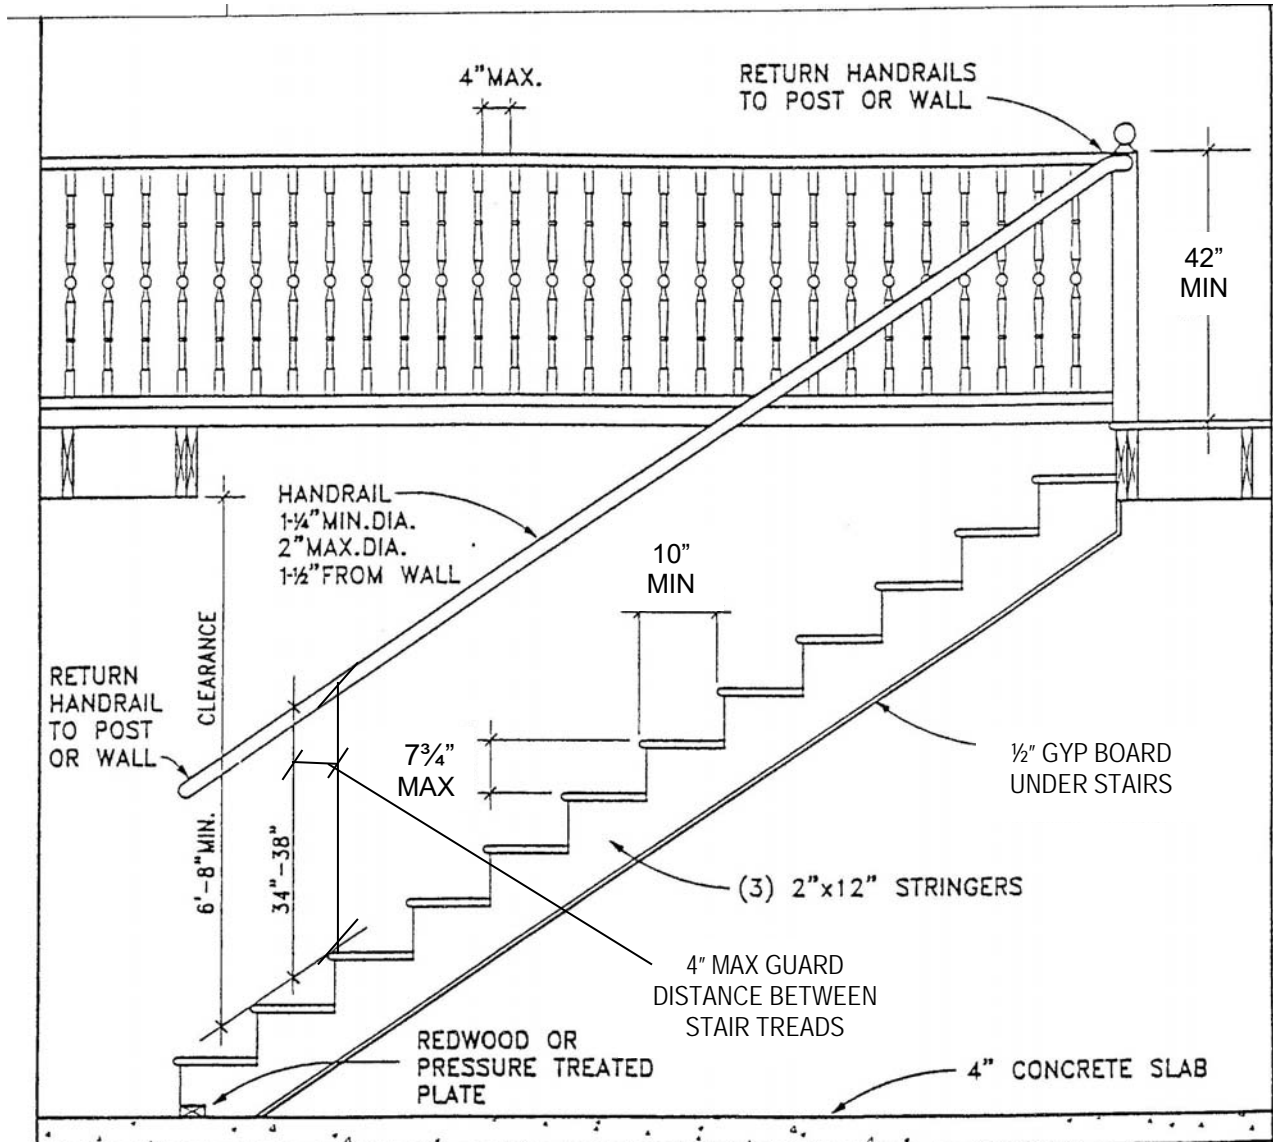 4"MAX.
RETURN HANDRAILS
TO POST OR WALL
42"
MIN
HANDRAIL
1-¼"MIN.DIA.
2"MAX.DIA.
1-½"FROM WALL
10"
MIN
CLEARANCE
6'-8"MIN.
RETURN
HANDRAIL
TO POST
OR WALL
34"-38"
7¾"
MAX
½" GYP BOARD
UNDER STAIRS
(3) 2"x12" STRINGERS
4" MAX GUARD
DISTANCE BETWEEN
STAIR TREADS
REDWOOD OR
PRESSURE TREATED
PLATE
4" CONCRETE SLAB